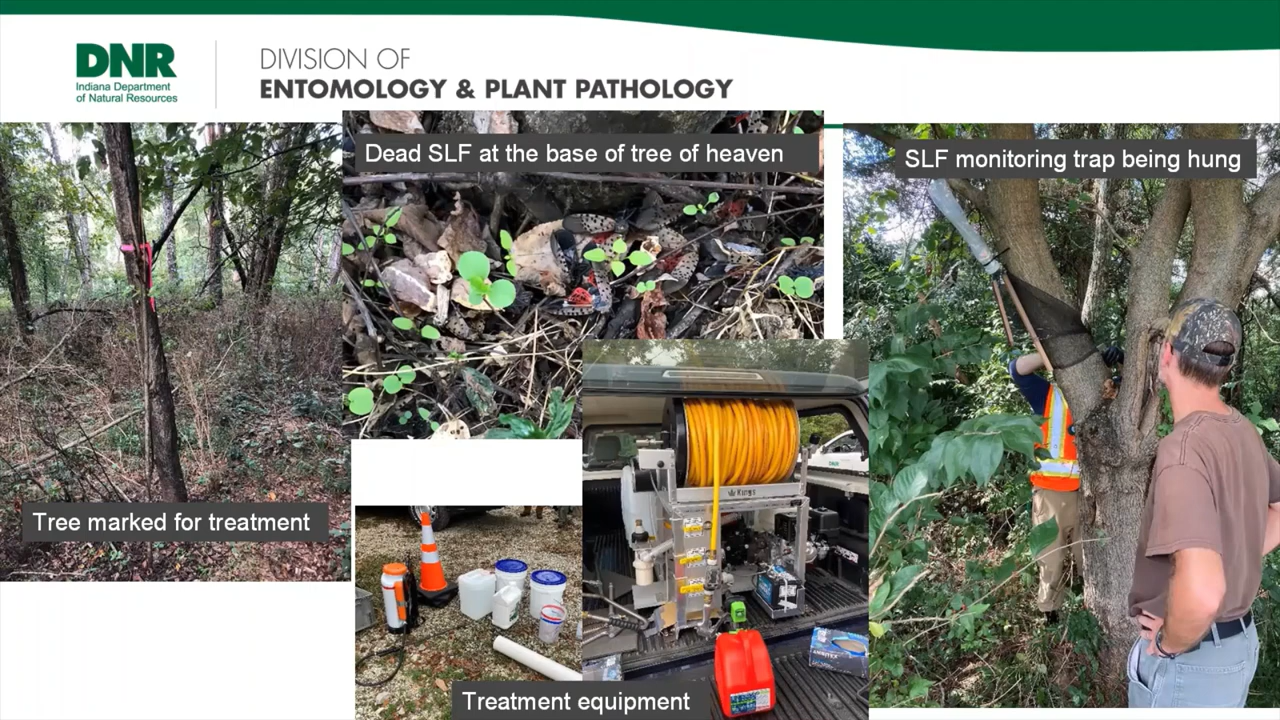 DNR
Indiana Department
of Natural Resources
DIVISION OF
ENTOMOLOGY & PLANT PATHOLOGY
Dead SLF at the base of tree of heaven
SLF monitoring trap being hung
Tree marked for treatment
Treatment equipment